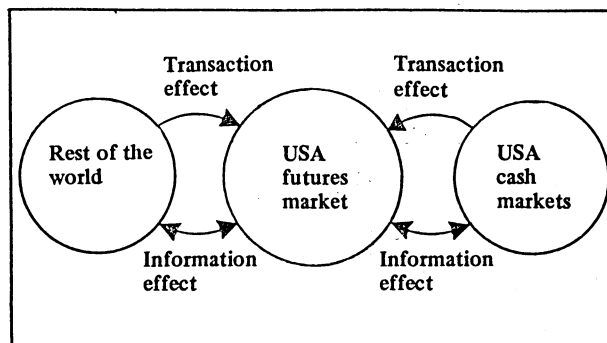 Transaction
effect
Transaction
effect
Rest of the
world
USA
futures
market
USA
cash
markets
Information
effect
Information
effect